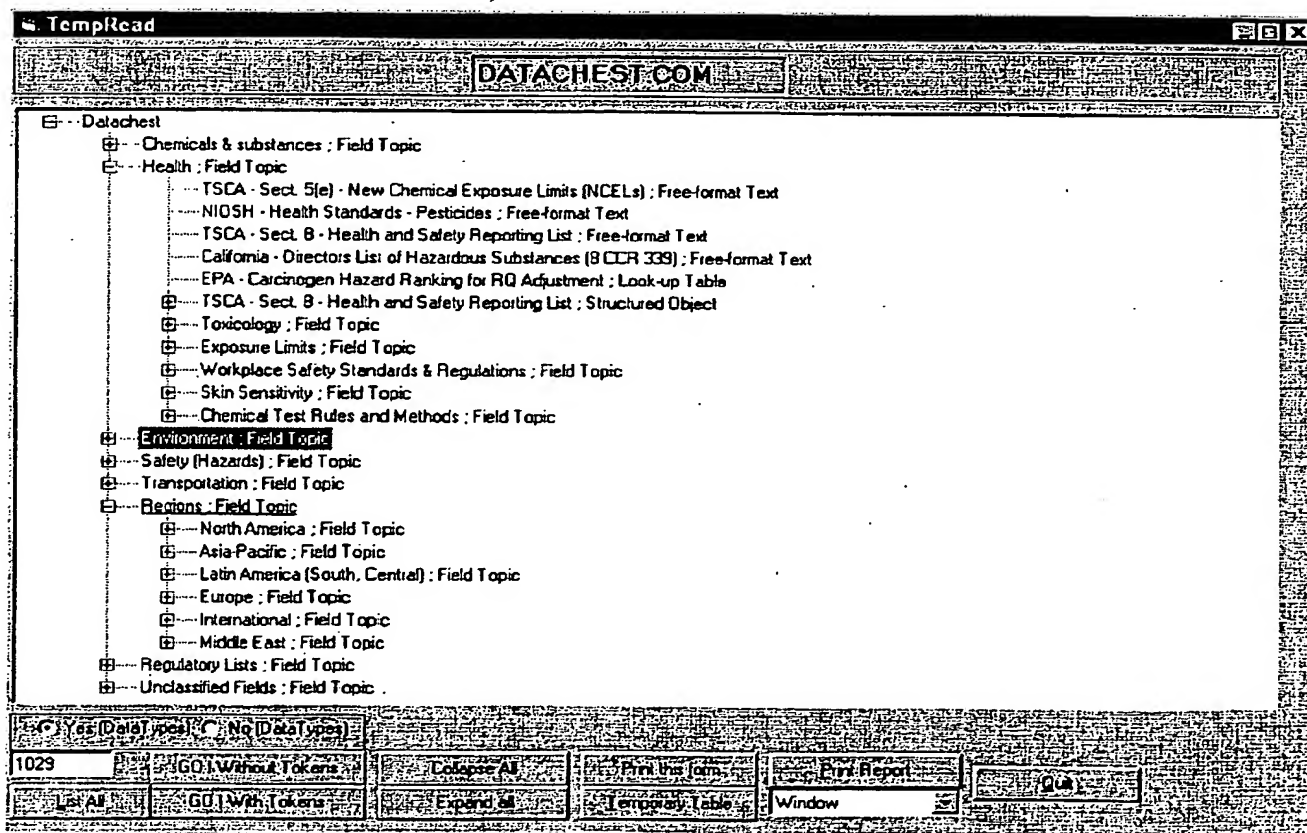 TempRead
DATACHEST.COM
Datachest
Chemicals & substances ; Field Topic
Health ; Field Topic
TSCA - Sect. 5(e) - New Chemical Exposure Limits (NCELs) ; Free-format Text
NIOSH - Health Standards - Pesticides ; Free-format Text
TSCA - Sect. 8 - Health and Safety Reporting List ; Free-format Text
California - Directors List of Hazardous Substances (8 CCR 339) ; Free-format Text
EPA - Carcinogen Hazard Ranking for RQ Adjustment ; Look-up Table
TSCA - Sect. 8 - Health and Safety Reporting List ; Structured Object
Toxicology ; Field Topic
Exposure Limits ; Field Topic
Workplace Safety Standards & Regulations ; Field Topic
Skin Sensitivity ; Field Topic
Chemical Test Rules and Methods ; Field Topic
Environment ; Field Topic
Safety (Hazards) ; Field Topic
Transportation ; Field Topic
Regions ; Field Topic
North America ; Field Topic
Asia-Pacific ; Field Topic
Latin America (South, Central) ; Field Topic
Europe ; Field Topic
International ; Field Topic
Middle East ; Field Topic
Regulatory Lists ; Field Topic
Unclassified Fields ; Field Topic
Yes (DataTypes) No (DataTypes)
1029 GO ! Without Tokens Collapse All Print this form Print Report Quit
List All GO ! With Tokens Expand all Temporary Table Window